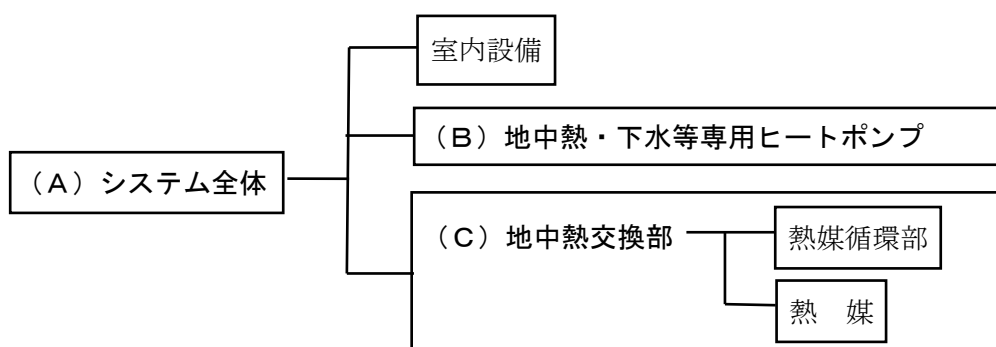 室内設備
（B）地中熱・下水等専用ヒートポンプ
（A）システム全体
（C）地中熱交換部
熱媒循環部
熱　媒